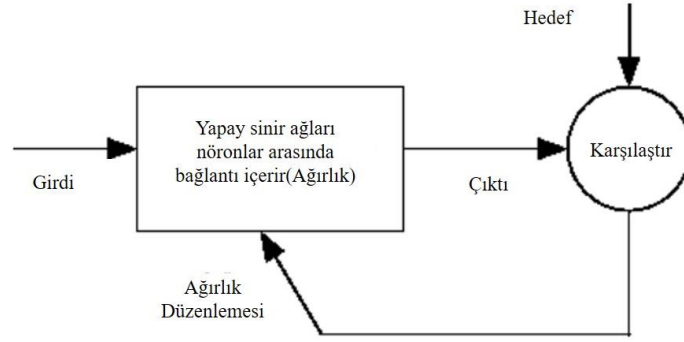 Hedef
Yapay sinir ağları
nöronlar arasında
bağlantı içerir(Ağırlık)
Karşılaştır
Girdi
Çıktı
Ağırlık
Düzenlemesi